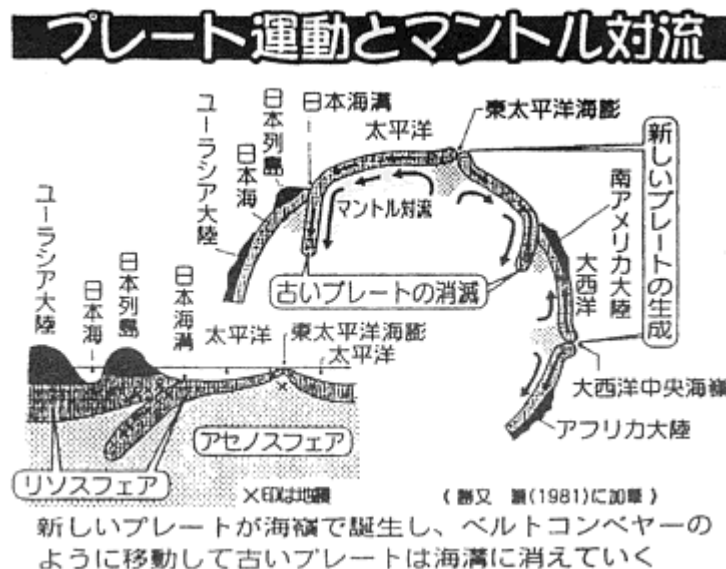 プレート運動とマントル対流
ユーラシア大陸
日本海
日本列島
日本海溝
太平洋
東太平洋海膨
新しいプレートの生成
南アメリカ大陸
大西洋
マントル対流
古いプレートの消滅
大西洋中央海嶺
アフリカ大陸
ユーラシア大陸
日本海
日本列島
日本海溝
太平洋
東太平洋海膨
太平洋
アセノスフェア
リソスフェア
×印は地震
(勝又 護(1981)に加筆)
新しいプレートが海嶺で誕生し、ベルトコンベヤーの
ように移動して古いプレートは海溝に消えていく